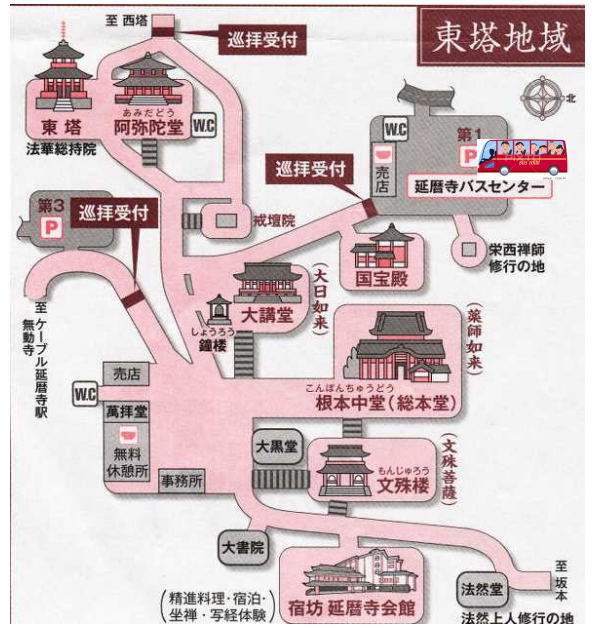 東塔地域
至 西塔
巡拝受付
東塔
法華総持院
あみだどう
阿弥陀堂
W.C
W.C
第1
P
売店
延暦寺バスセンター
北
巡拝受付
第3
P
巡拝受付
戒壇院
国宝殿
栄西禅師
修行の地
大講堂
(大日如来)
しょうろう
鐘楼
至 ケーブル延暦寺駅
無動寺
こんぽんちゅうどう
根本中堂(総本堂)
(薬師如来)
売店
W.C
萬拝堂
無料
休憩所
事務所
大黒堂
もんじゅろう
文殊楼
(文殊菩薩)
大書院
宿坊 延暦寺会館
(精進料理・宿泊・
坐禅・写経体験)
法然堂
法然上人修行の地
至 坂本